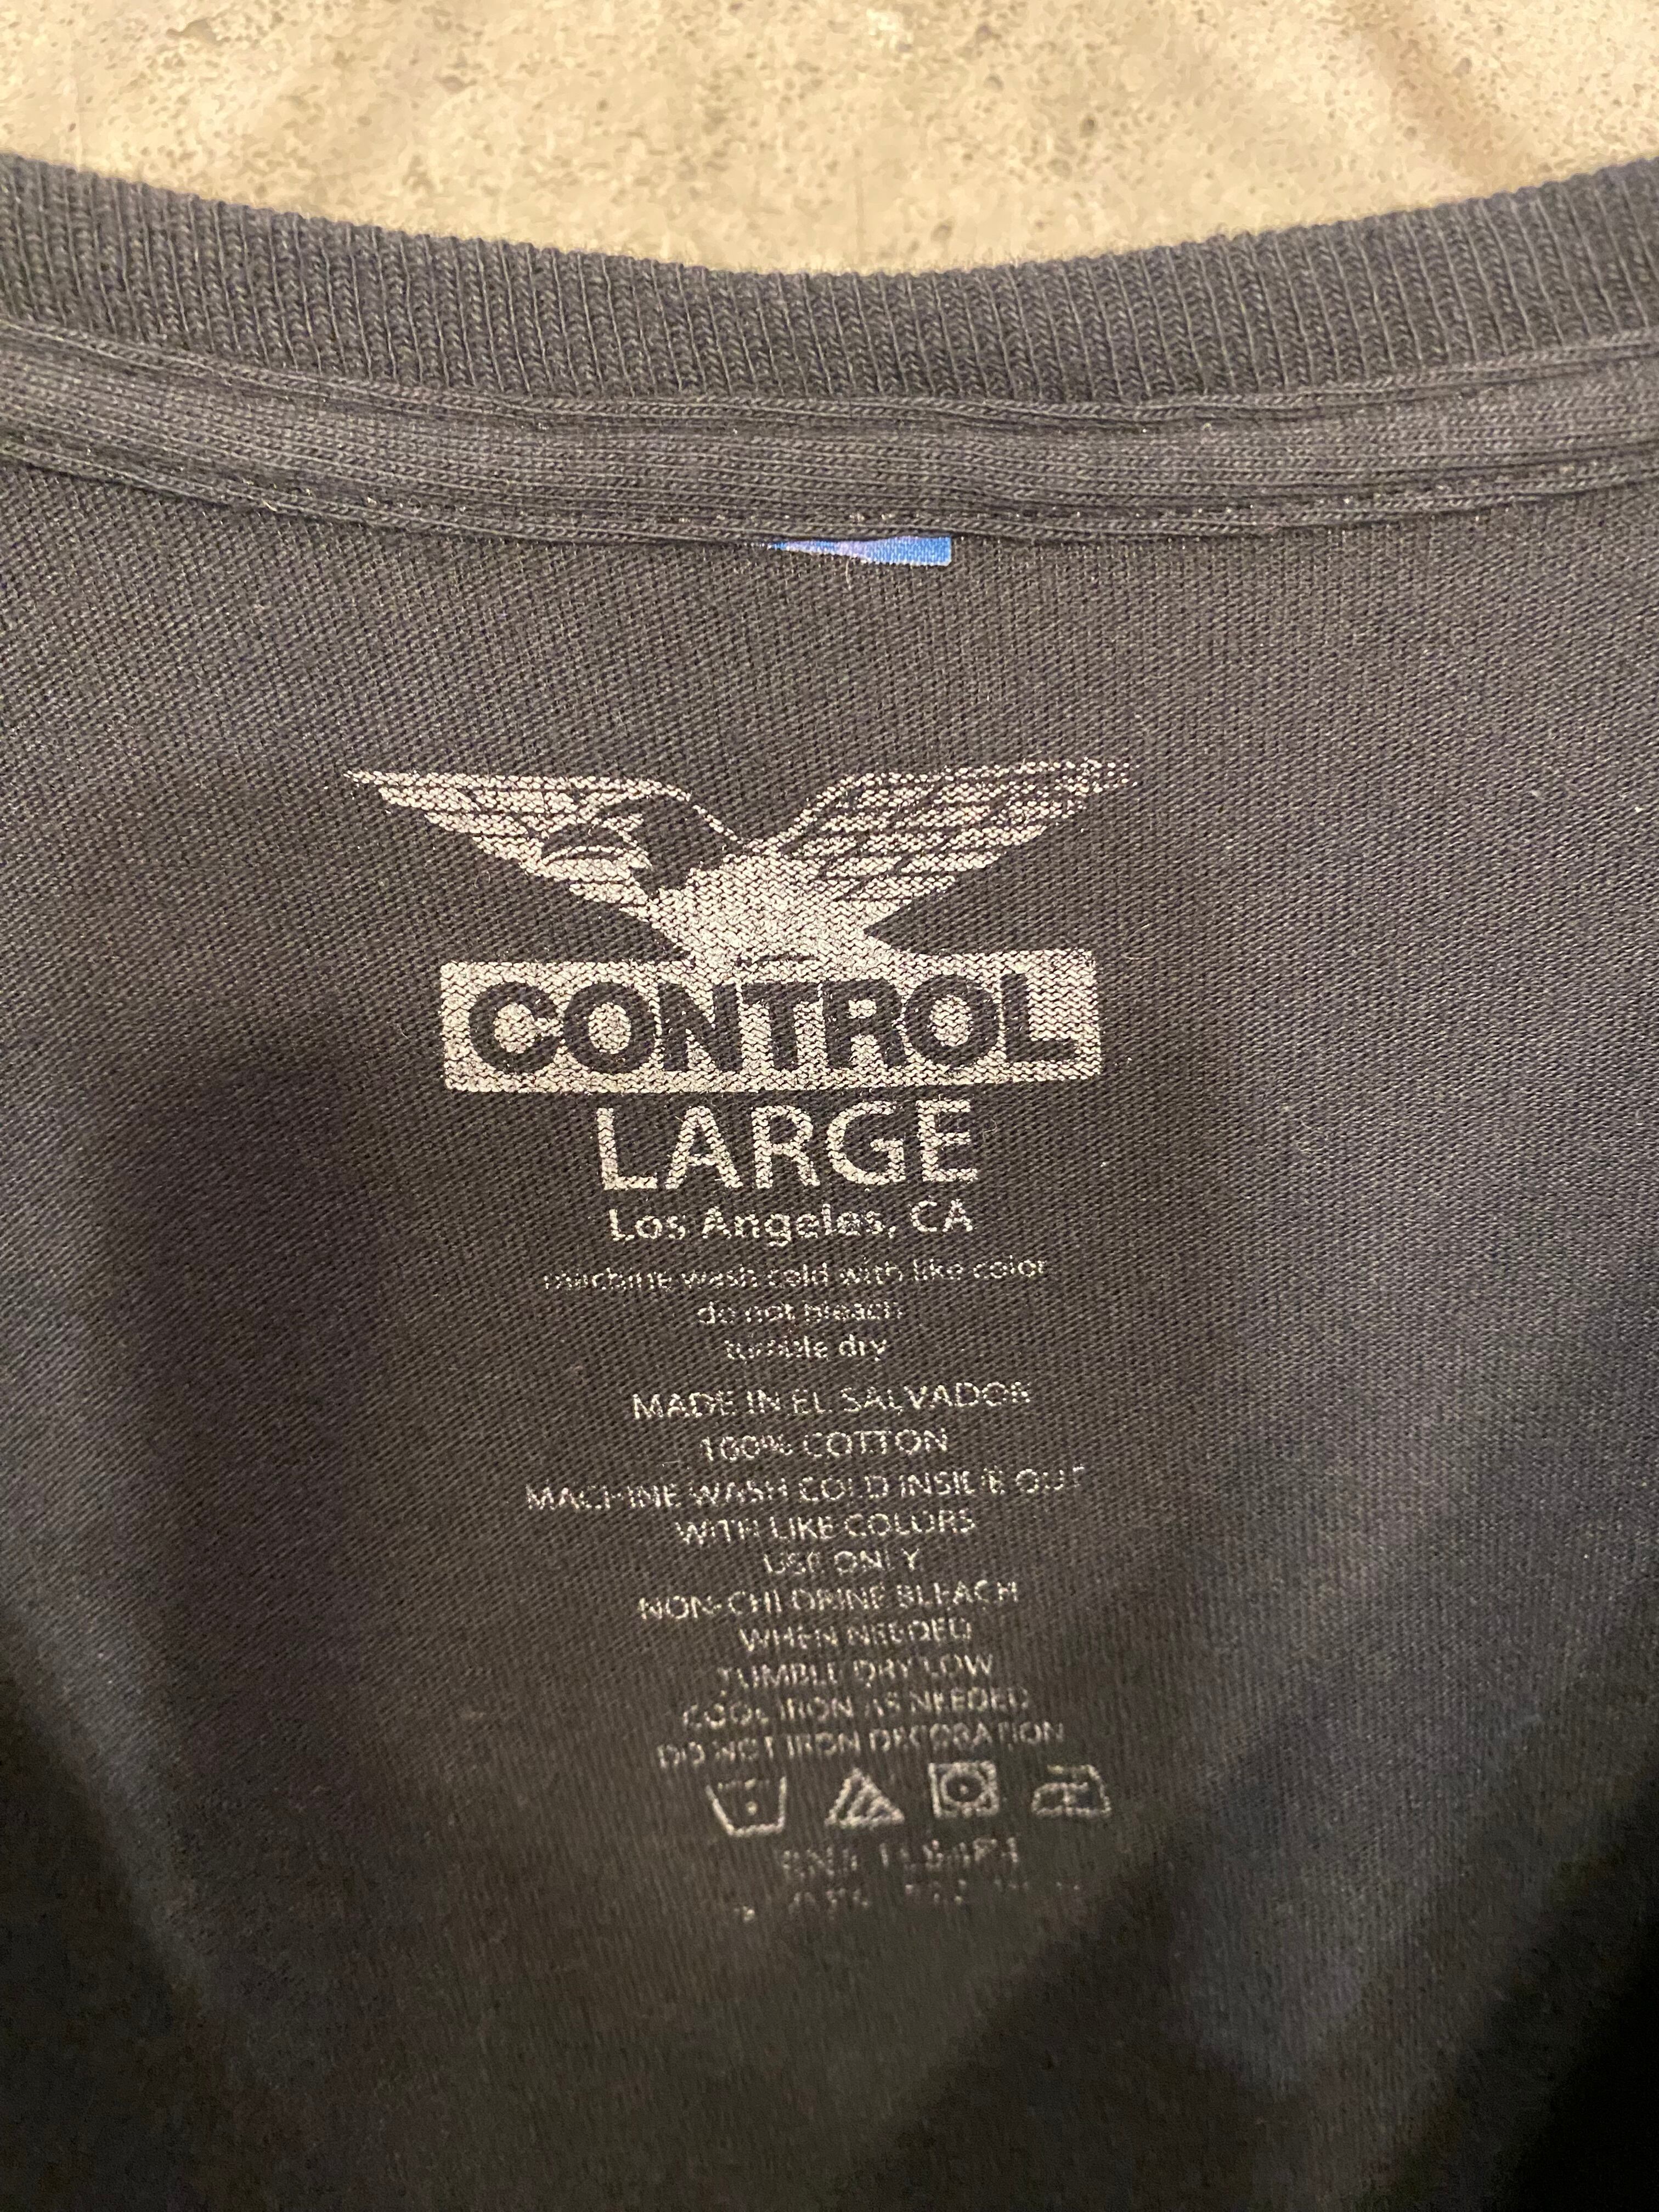 CONTROL
LARGE
Los Angeles, CA
machine wash cold with like color
do not bleach
tumble dry
MADE IN EL SALVADOR
100% COTTON
MACHINE WASH COLD INSIDE OUT
WITH LIKE COLORS
USE ONLY
NON-CHLORINE BLEACH
WHEN NEEDED
TUMBLE DRY LOW
COOL IRON AS NEEDED
DO NOT IRON DECORATION